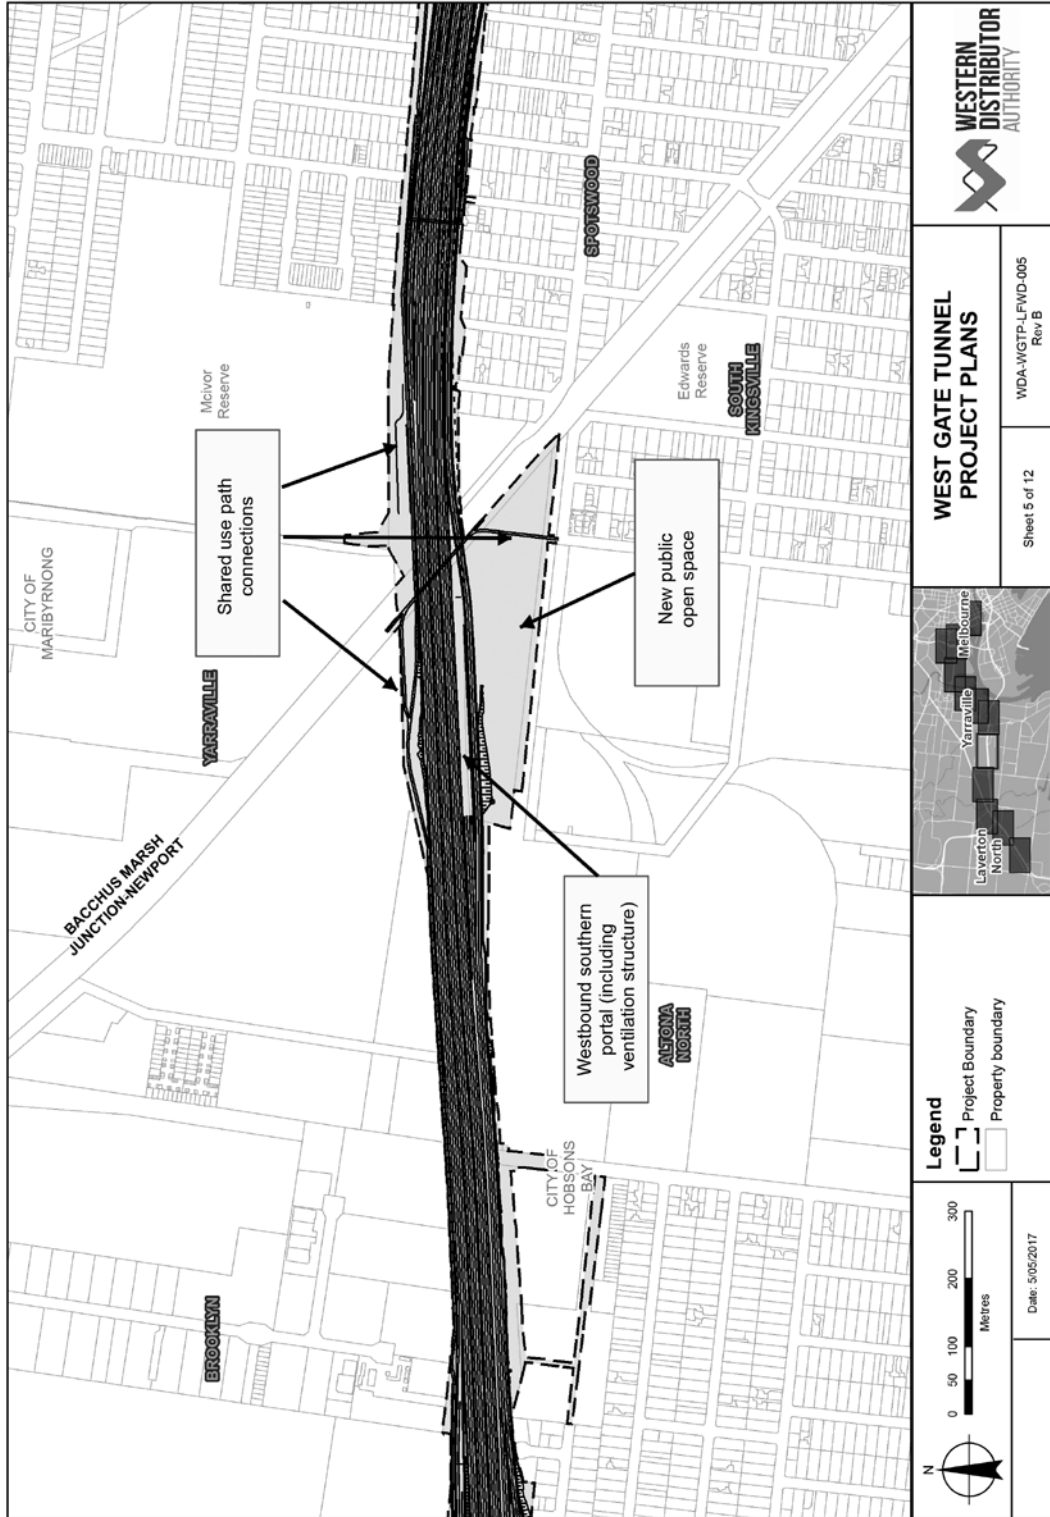 CITY OF
MARIBYRNONG
Mcivor
Reserve
YARRAVILLE
Shared use path
connections
BACCHUS MARSH
JUNCTION-NEWPORT
SPOTSWOOD
Edwards
Reserve
SOUTH
KINGSVILLE
New public
open space
Westbound southern
portal (including
ventilation structure)
ALTONA
NORTH
CITY OF
HOBSONS
BAY
BROOKLYN
N
0 50 100 200 300
Metres
Date: 5/05/2017
Legend
Project Boundary
Property boundary
Laverton
North
Yarraville
Melbourne
WEST GATE TUNNEL
PROJECT PLANS
Sheet 5 of 12
WDA-WGTP-LFWD-005
Rev B
WESTERN
DISTRIBUTOR
AUTHORITY